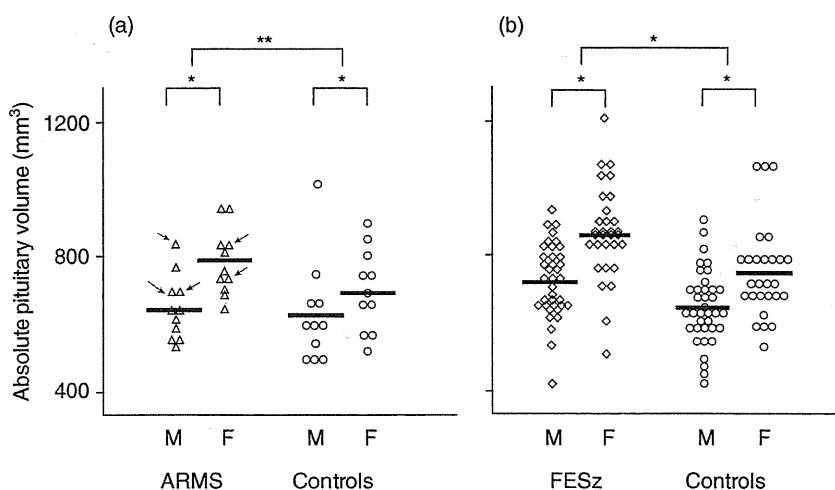 (a)
(b)
**
*
*
*
*
*
Absolute pituitary volume (mm³)
1200
800
400
M F M F
M F M F
ARMS Controls
FESz Controls